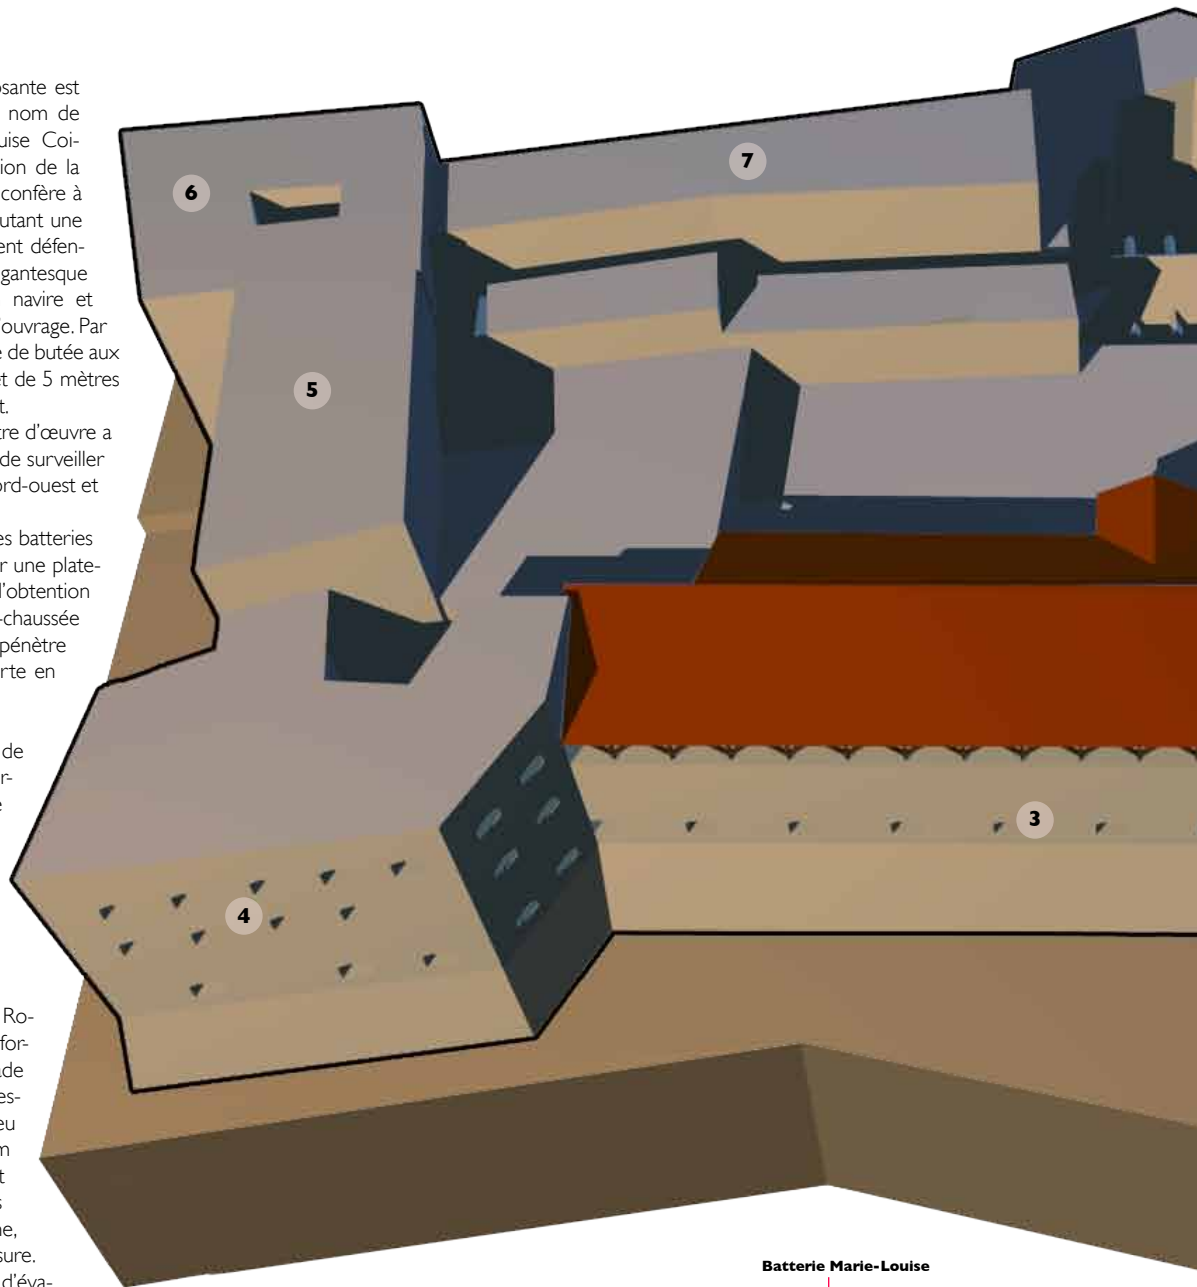 osante est
nom de
uise Coi-
ion de la
confère à
utant une
ent défen-
gantesque
navire et
'ouvrage. Par
e de butée aux
et de 5 mètres
t.
tre d'œuvre a
de surveiller
ord-ouest et
es batteries
r une plate-
l'obtention
-chaussée
pénètre
rte en
de
r-
e
Ro-
for-
ade
es-
eu
m
t
s
ne,
sure.
d'éva-
6
7
5
3
4
Batterie Marie-Louise